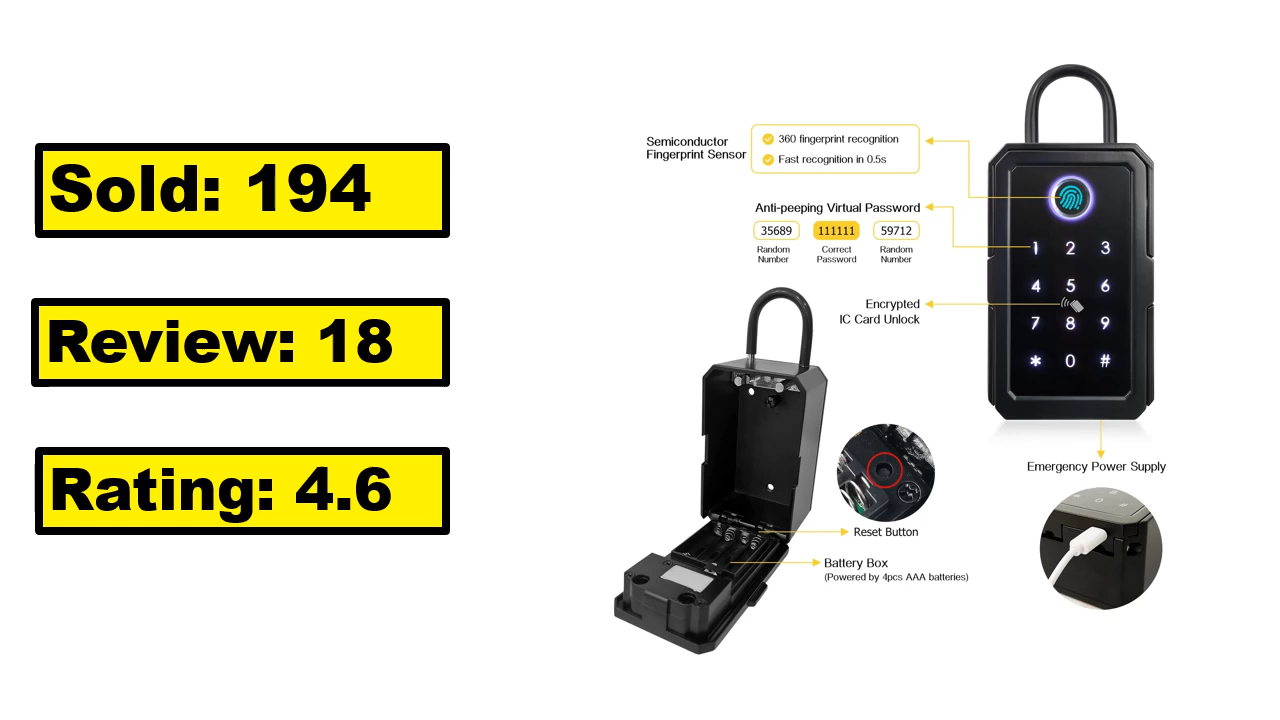 Sold: 194
Review: 18
Rating: 4.6
Semiconductor
Fingerprint Sensor
360 fingerprint recognition
Fast recognition in 0.5s
Anti-peeping Virtual Password
35689 111111 59712
Random Correct Random
Number Password Number
Encrypted
IC Card Unlock
1 2 3
4 5 6
7 8 9
* 0 #
Emergency Power Supply
Reset Button
Battery Box
(Powered by 4pcs AAA batteries)